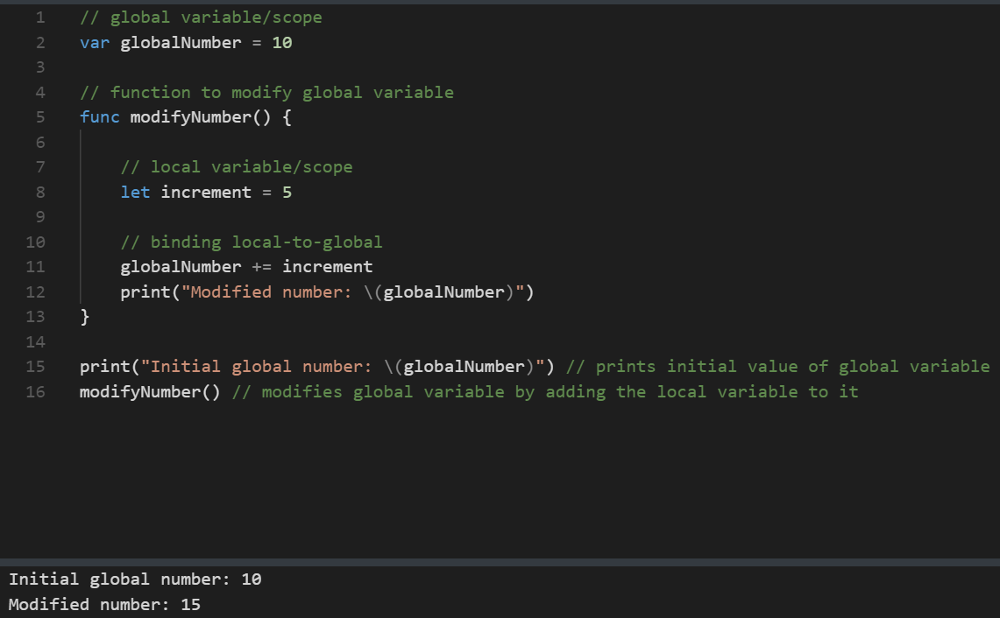 1 // global variable/scope
2 var globalNumber = 10
3
4 // function to modify global variable
5 func modifyNumber() {
6
7 // local variable/scope
8 let increment = 5
9
10 // binding local-to-global
11 globalNumber += increment
12 print("Modified number: \(globalNumber)")
13 }
14
15 print("Initial global number: \(globalNumber)") // prints initial value of global variable
16 modifyNumber() // modifies global variable by adding the local variable to it
Initial global number: 10
Modified number: 15